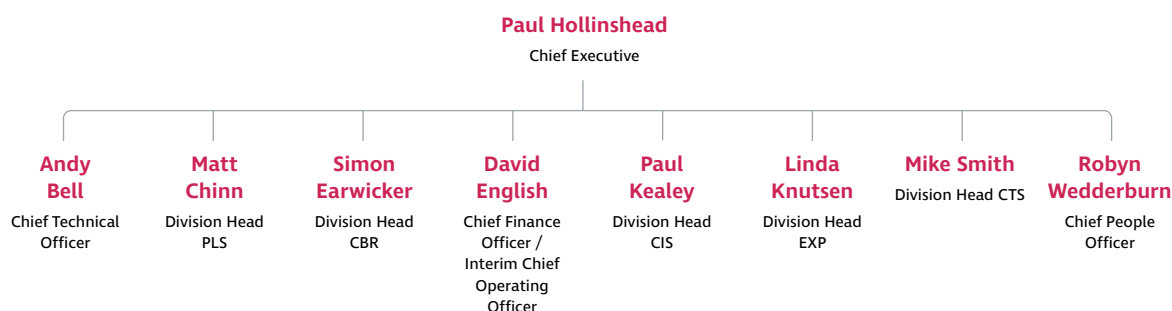 Paul Hollinshead
Chief Executive
Andy
Bell
Chief Technical
Officer
Matt
Chinn
Division Head
PLS
Simon
Earwicker
Division Head
CBR
David
English
Chief Finance
Officer /
Interim Chief
Operating
Officer
Paul
Kealey
Division Head
CIS
Linda
Knutsen
Division Head
EXP
Mike Smith
Division Head CTS
Robyn
Wedderburn
Chief People
Officer